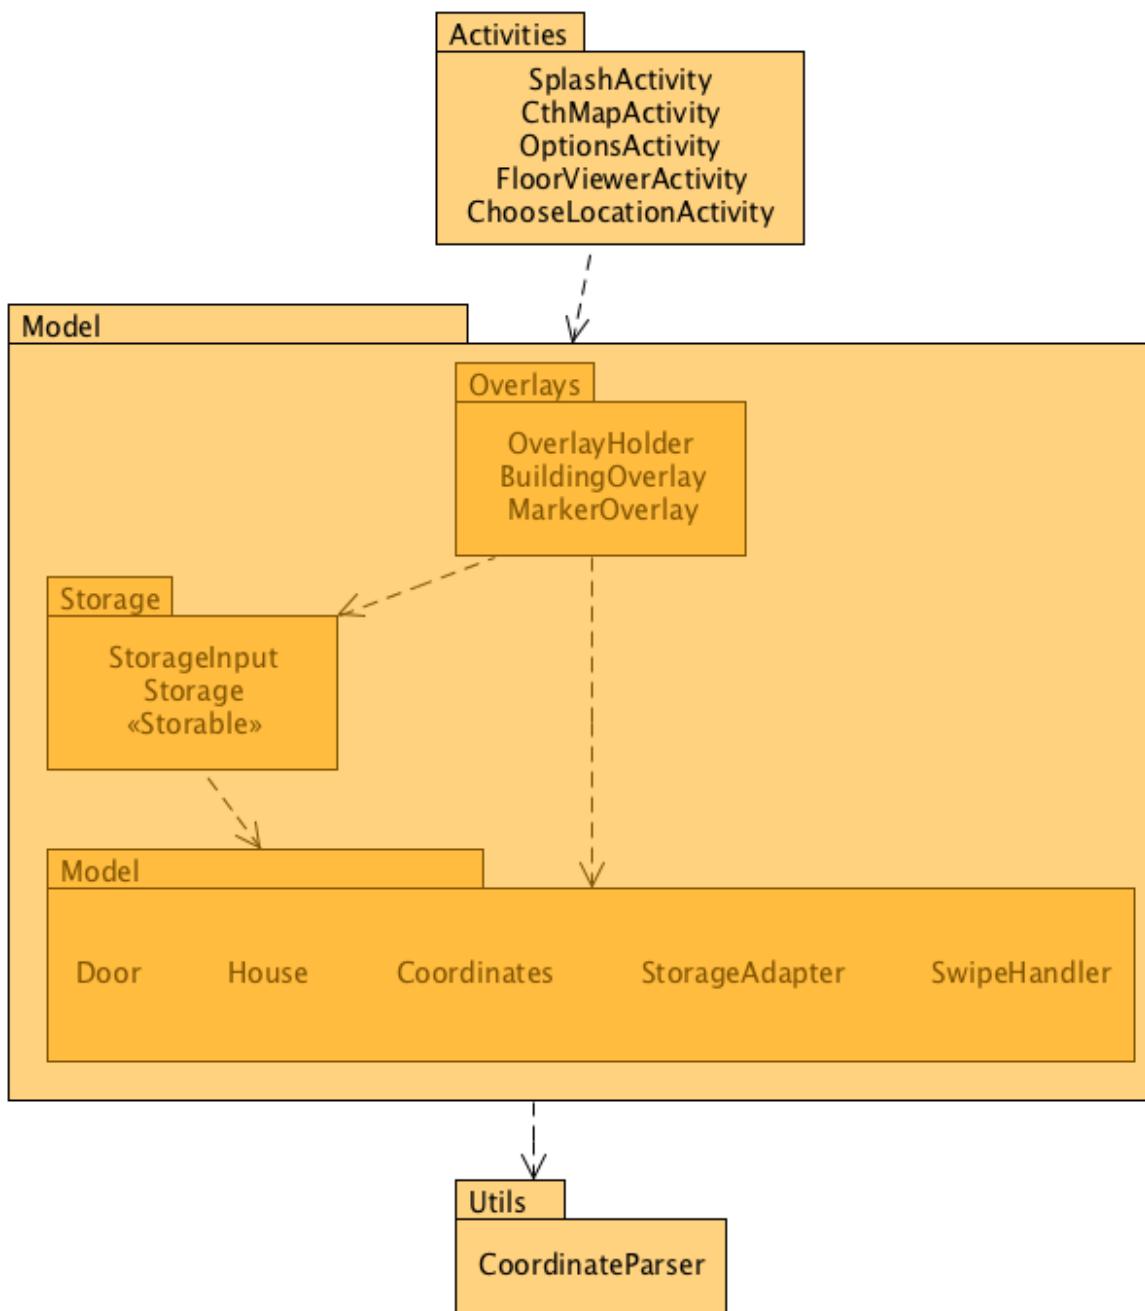 Activities
SplashActivity
CthMapActivity
OptionsActivity
FloorViewerActivity
ChooseLocationActivity
Model
Overlays
OverlayHolder
BuildingOverlay
MarkerOverlay
Storage
StorageInput
Storage
«Storable»
Model
Door House Coordinates StorageAdapter SwipeHandler
Utils
CoordinateParser